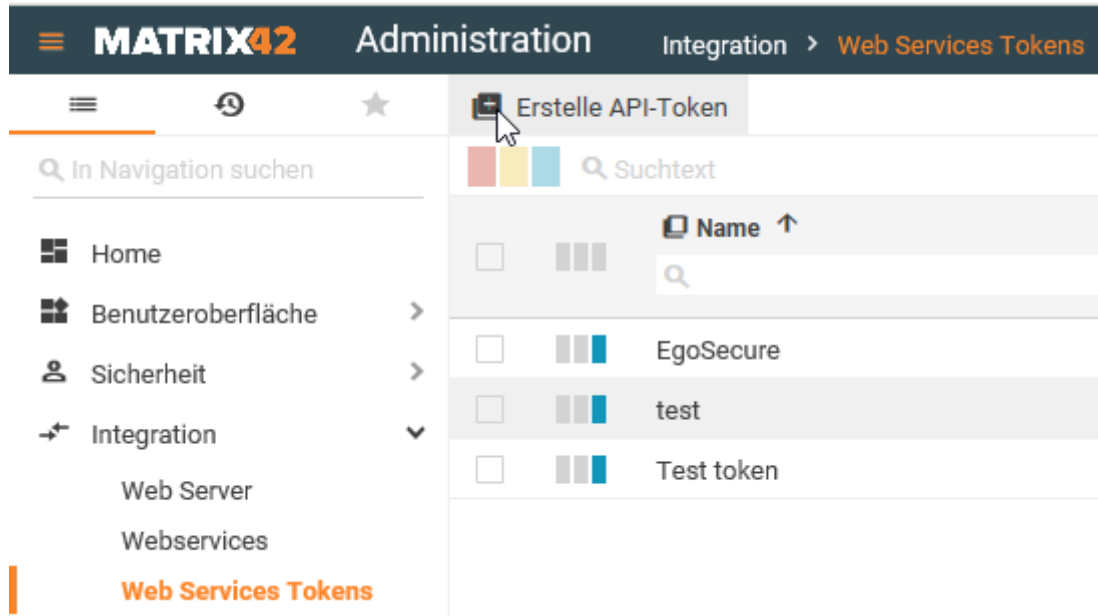 MATRIX42 Administration Integration > Web Services Tokens
Erstelle API-Token
In Navigation suchen
Suchtext
Name
Home
Benutzeroberfläche
Sicherheit
Integration
Web Server
Webservices
Web Services Tokens
EgoSecure
test
Test token